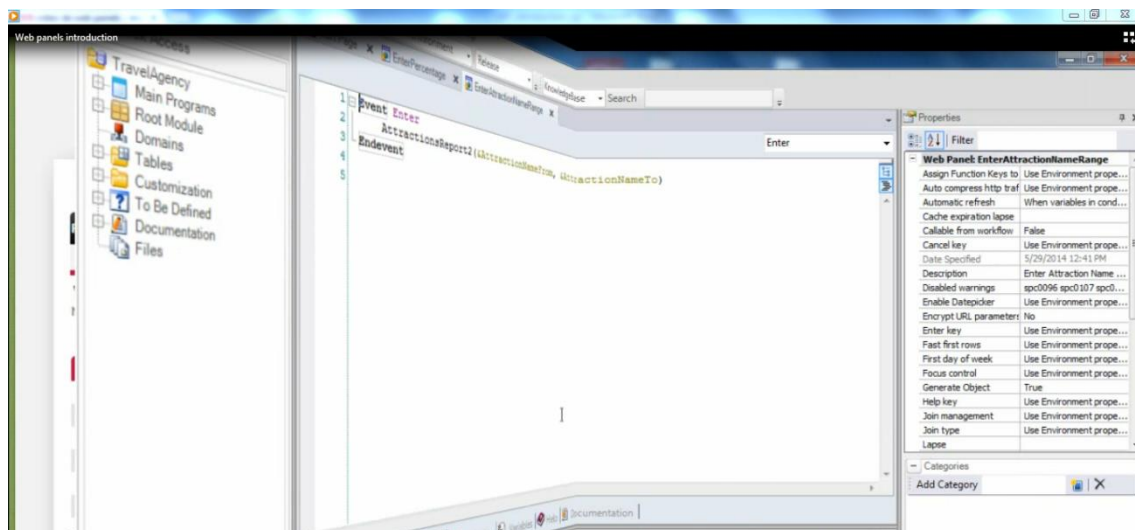 Web panels introduction
Access
TravelAgency
Main Programs
Root Module
Domains
Tables
Customization
To Be Defined
Documentation
Files
Release
KnowledgeBase
Search
EnterPercentage X
EnterAttractionNameRange X
1 Event Enter
2 AttractionsReport2(&AttractionNameFrom, &AttractionNameTo)
3 Endevent
4
5
Enter
Variables
Help
Documentation
Properties
Filter
Web Panel: EnterAttractionNameRange
Assign Function Keys to Use Environment prope...
Auto compress http traf Use Environment prope...
Automatic refresh When variables in cond...
Cache expiration lapse
Callable from workflow False
Cancel key Use Environment prope...
Date Specified 5/29/2014 12:41 PM
Description Enter Attraction Name ...
Disabled warnings spc0096 spc0107 spc0...
Enable Datepicker Use Environment prope...
Encrypt URL parameters No
Enter key Use Environment prope...
Fast first rows Use Environment prope...
First day of week Use Environment prope...
Focus control Use Environment prope...
Generate Object True
Help key Use Environment prope...
Join management Use Environment prope...
Join type Use Environment prope...
Lapse
Categories
Add Category